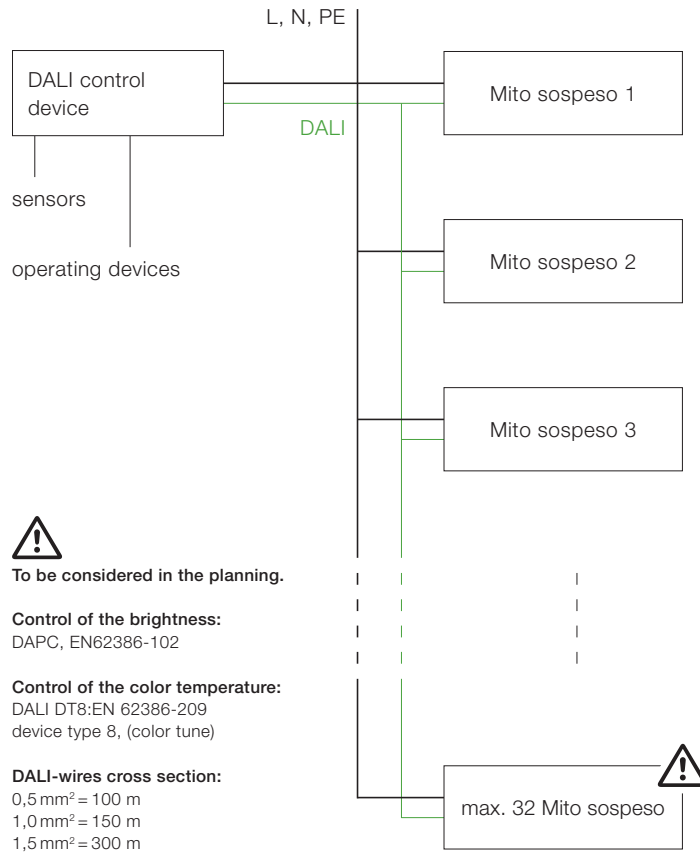 L, N, PE
DALI control
device
Mito sospeso 1
DALI
sensors
Mito sospeso 2
operating devices
Mito sospeso 3
To be considered in the planning.
Control of the brightness:
DAPC, EN62386-102
Control of the color temperature:
DALI DT8:EN 62386-209
device type 8, (color tune)
DALI-wires cross section:
0,5 mm² = 100 m
1,0 mm² = 150 m
1,5 mm² = 300 m
max. 32 Mito sospeso